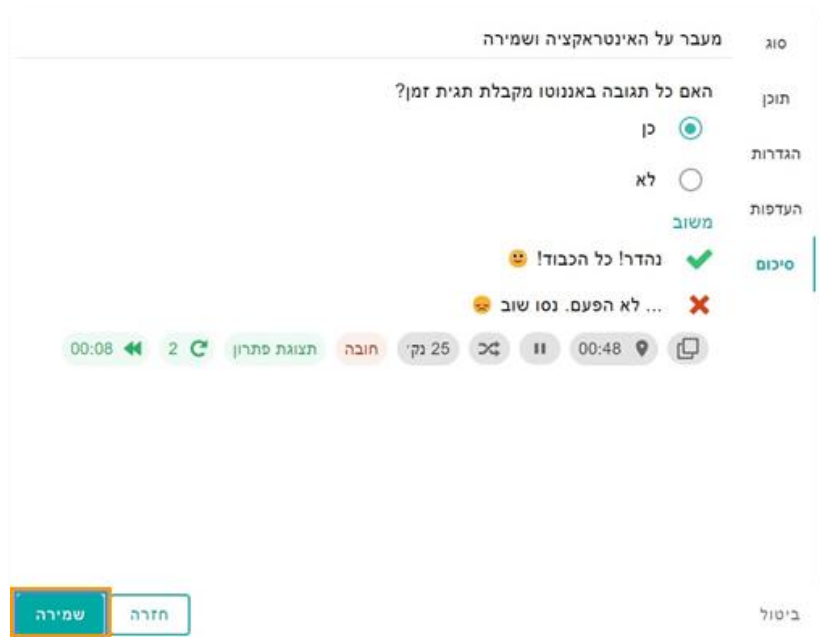 סוג
תוכן
הגדרות
העדפות
סיכום
מעבר על האינטראקציה ושמירה
האם כל תגובה באננוטו מקבלת תגית זמן?
כן
לא
משוב
נהדר! כל הכבוד! 🙂
... לא הפעם. נסו שוב 😞
00:48 25 נק׳ חובה תצוגת פתרון 2 00:08
ביטול חזרה שמירה